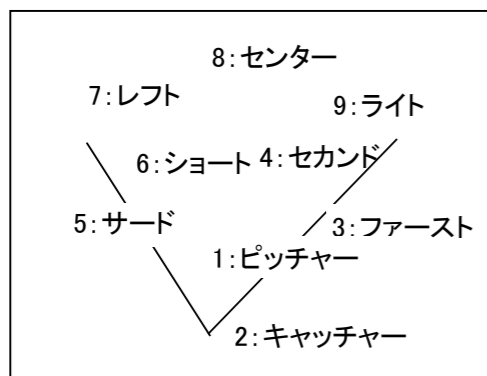 8:センター
7:レフト
9:ライト
6:ショート
4:セカンド
5:サード
3:ファースト
1:ピッチャー
2:キャッチャー